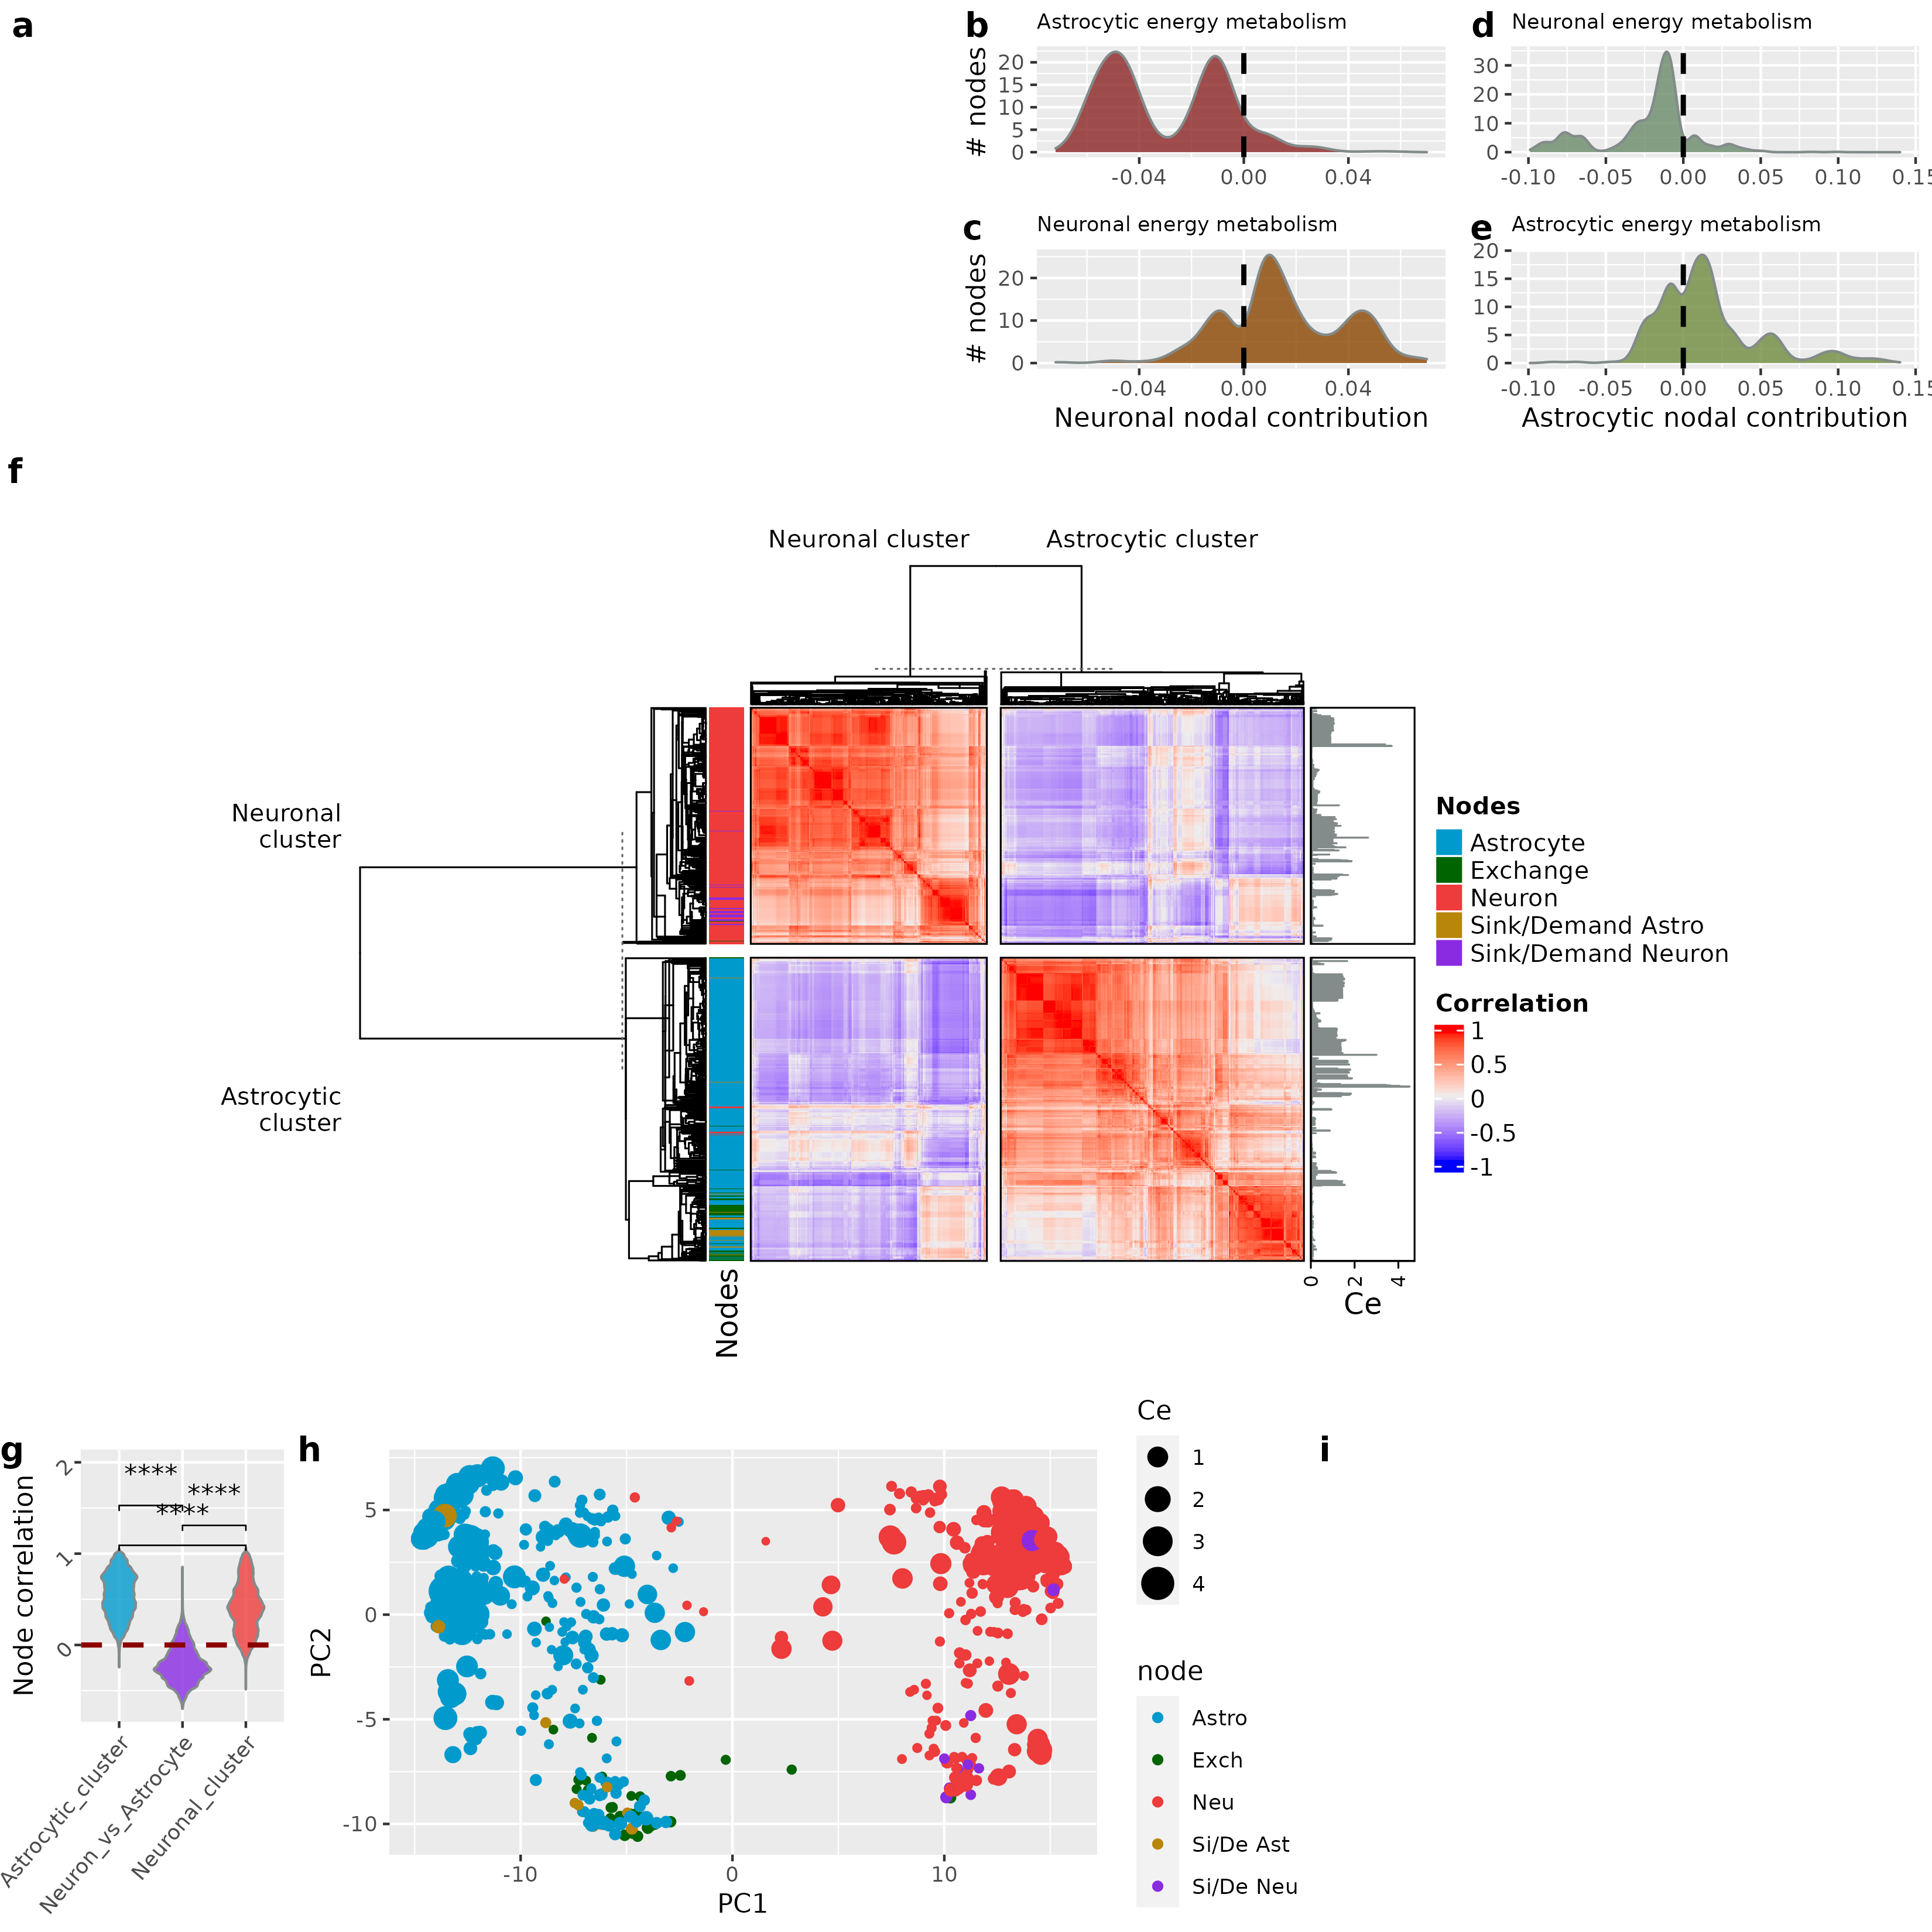 a
b
Astrocytic energy metabolism
# nodes
20
15
10
5
0
-0.04
0.00
0.04
d
Neuronal energy metabolism
30
20
10
0
-0.10
-0.05
0.00
0.05
0.10
0.15
c
Neuronal energy metabolism
# nodes
20
10
0
-0.04
0.00
0.04
Neuronal nodal contribution
e
Astrocytic energy metabolism
20
15
10
5
0
-0.10
-0.05
0.00
0.05
0.10
0.15
Astrocytic nodal contribution
f
Neuronal cluster
Astrocytic cluster
Neuronal
cluster
Astrocytic
cluster
Nodes
0
2
4
Ce
Nodes
Astrocyte
Exchange
Neuron
Sink/Demand Astro
Sink/Demand Neuron
Correlation
1
0.5
0
-0.5
-1
g
Node correlation
2
1
0
****
****
****
Astrocytic_cluster
Neuron_vs_Astrocyte
Neuronal_cluster
h
PC2
5
0
-5
-10
-10
0
10
PC1
Ce
1
2
3
4
node
Astro
Exch
Neu
Si/De Ast
Si/De Neu
i